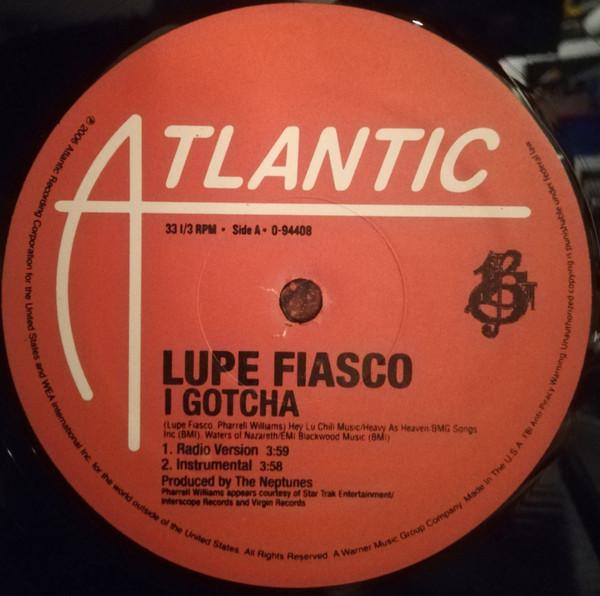 ATLANTIC
33 1/3 RPM • Side A • 0-94408
LUPE FIASCO
I GOTCHA
(Lupe Fiasco, Pharrell Williams) Hey Lu Chili Music/Heavy As Heaven/BMG Songs
Inc (BMI), Waters of Nazareth/EMI Blackwood Music (BMI)
1. Radio Version 3:59
2. Instrumental 3:58
Produced by The Neptunes
Pharrell Williams appears courtesy of Star Trak Entertainment/
Interscope Records and Virgin Records
℗ 2006 Atlantic Recording Corporation for the United States and WEA International Inc. for the world outside of the United States. All Rights Reserved. A Warner Music Group Company. Made In The U.S.A. FBI Anti-Piracy Warning: Unauthorized copying is punishable under federal law.